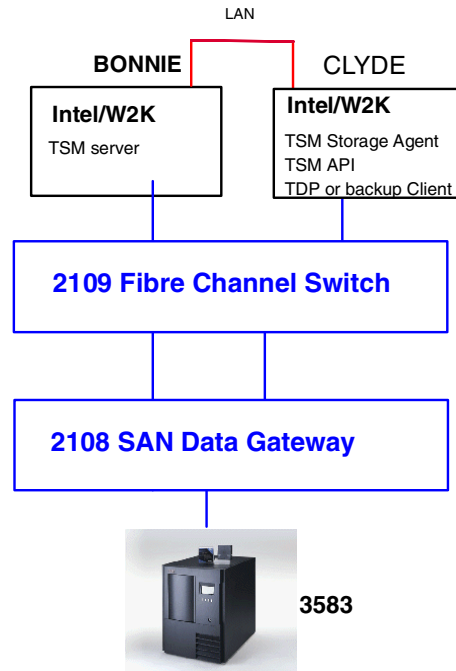 LAN
BONNIE
CLYDE
Intel/W2K
TSM server
Intel/W2K
TSM Storage Agent
TSM API
TDP or backup Client
2109 Fibre Channel Switch
2108 SAN Data Gateway
3583